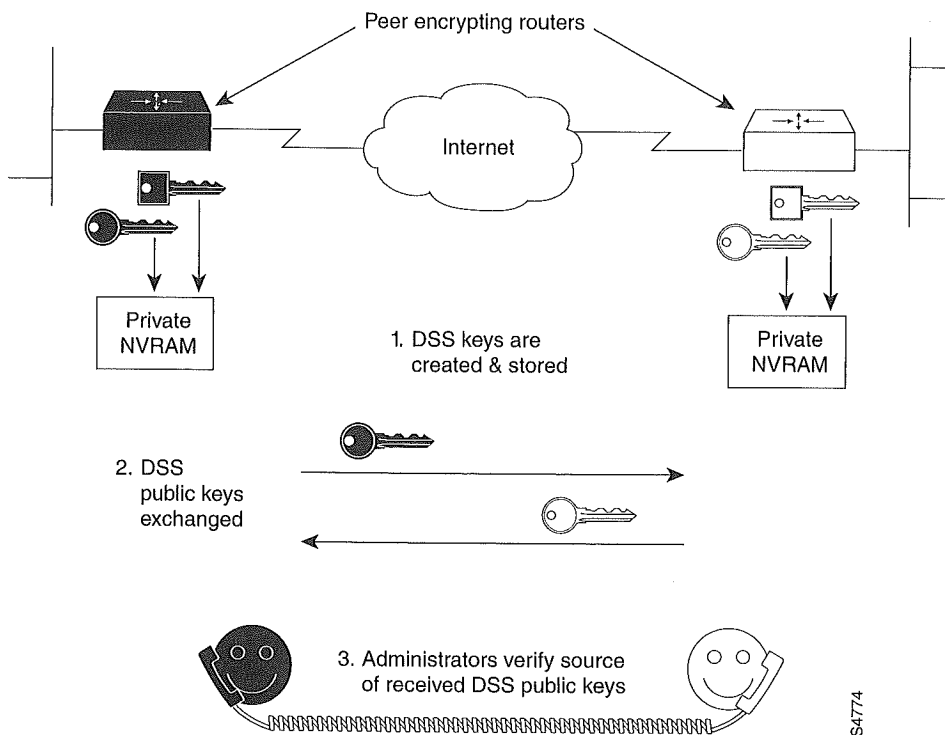 Peer encrypting routers
Internet
Private
NVRAM
Private
NVRAM
1. DSS keys are
created & stored
2. DSS
public keys
exchanged
3. Administrators verify source
of received DSS public keys
S4774